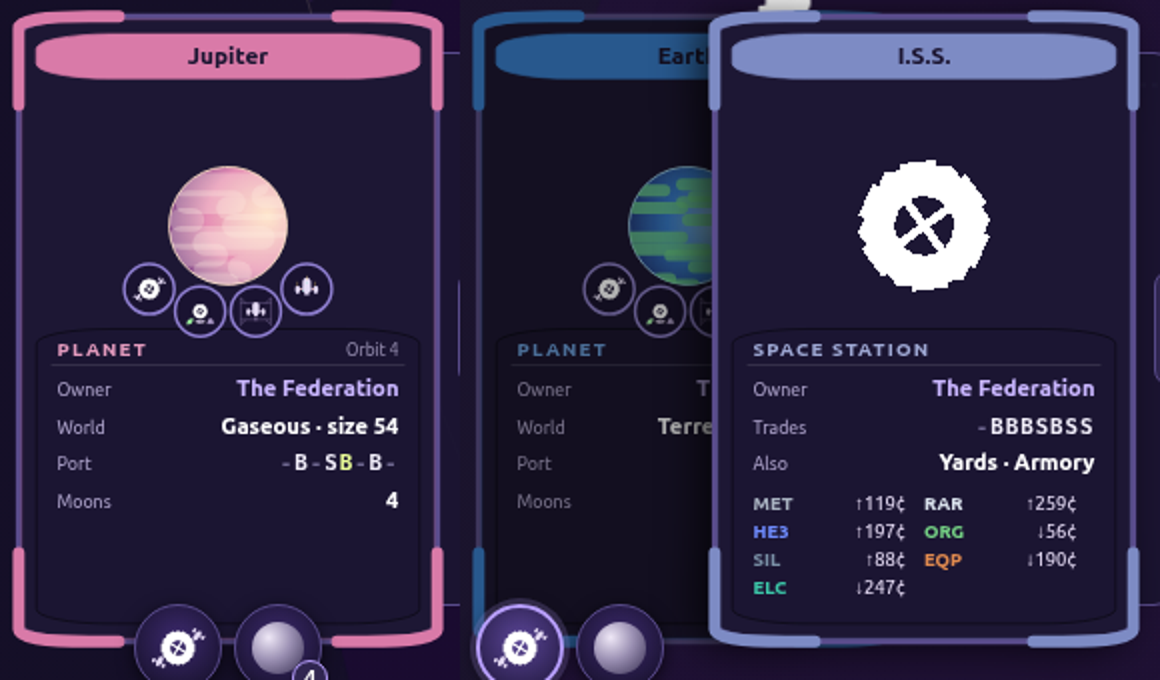 Jupiter
PLANET Orbit 4
Owner The Federation
World Gaseous · size 54
Port -B-SB-B-
Moons 4
4
PLANET
Owner
World
Port
Moons
I.S.S.
SPACE STATION
Owner The Federation
Trades -BBBSBSS
Also Yards · Armory
MET ↑119¢ RAR ↑259¢
HE3 ↑197¢ ORG ↓56¢
SIL ↑88¢ EQP ↓190¢
ELC ↓247¢